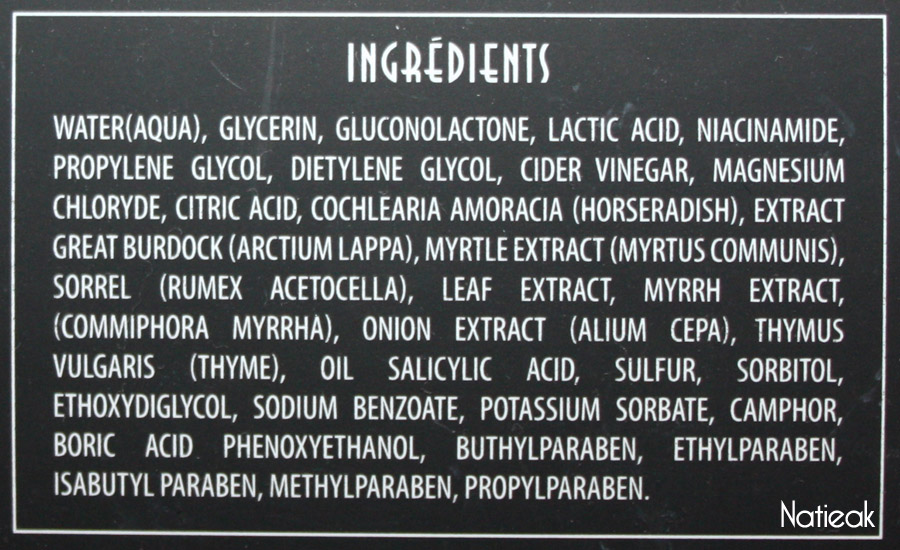 INGRÉDIENTS
WATER(AQUA), GLYCERIN, GLUCONOLACTONE, LACTIC ACID, NIACINAMIDE,
PROPYLENE GLYCOL, DIETYLENE GLYCOL, CIDER VINEGAR, MAGNESIUM
CHLORYDE, CITRIC ACID, COCHLEARIA AMORACIA (HORSERADISH), EXTRACT
GREAT BURDOCK (ARCTIUM LAPPA), MYRTLE EXTRACT (MYRTUS COMMUNIS),
SORREL (RUMEX ACETOCELLA), LEAF EXTRACT, MYRRH EXTRACT,
(COMMIPHORA MYRRHA), ONION EXTRACT (ALIUM CEPA), THYMUS
VULGARIS (THYME), OIL SALICYLIC ACID, SULFUR, SORBITOL,
ETHOXYDIGLYCOL, SODIUM BENZOATE, POTASSIUM SORBATE, CAMPHOR,
BORIC ACID PHENOXYETHANOL, BUTHYLPARABEN, ETHYLPARABEN,
ISABUTYL PARABEN, METHYLPARABEN, PROPYLPARABEN.
Natieak